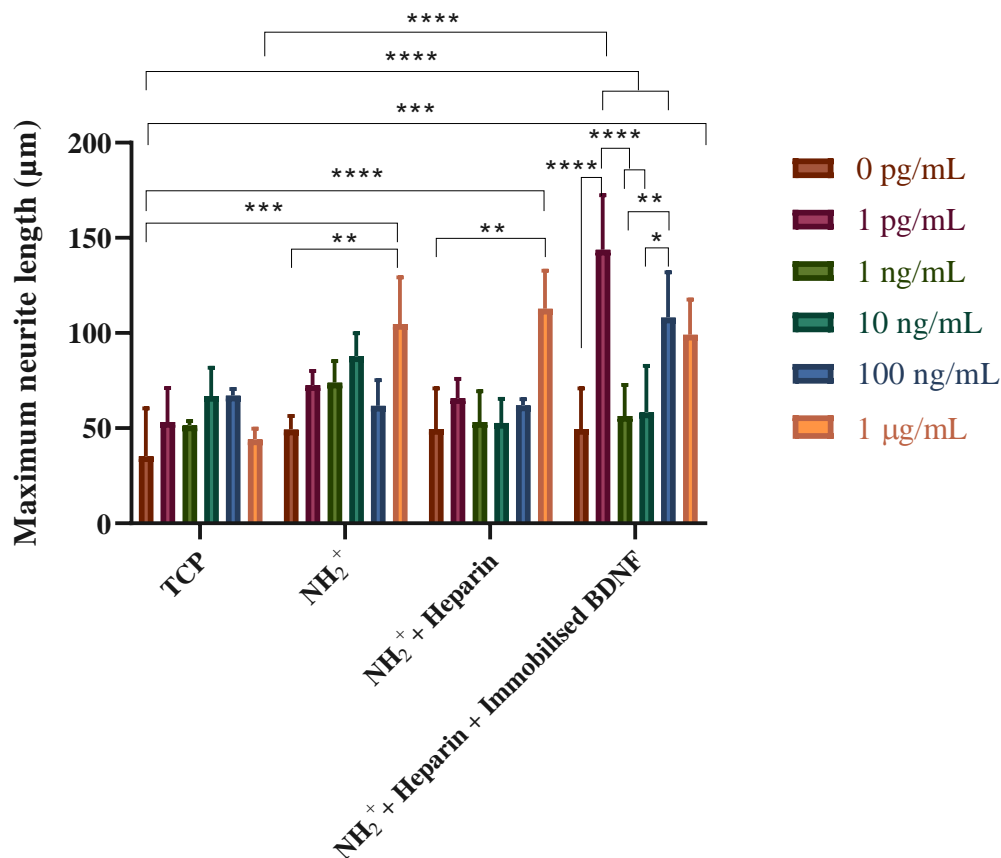 ****
****
***
200
****
****
****
***
**
**
**
*
150
100
50
0
Maximum neurite length (µm)
TCP
NH₂⁺
NH₂⁺ + Heparin
NH₂⁺ + Heparin + Immobilised BDNF
0 pg/mL
1 pg/mL
1 ng/mL
10 ng/mL
100 ng/mL
1 µg/mL